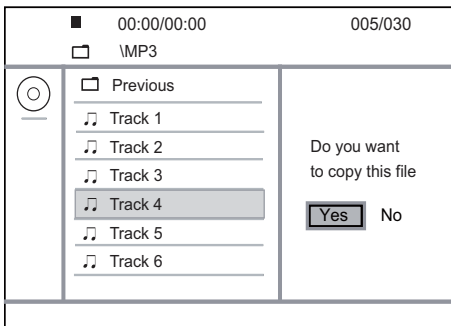 00:00/00:00 005/030
\MP3
Previous
Track 1
Track 2
Track 3
Track 4
Track 5
Track 6
Do you want
to copy this file
Yes No